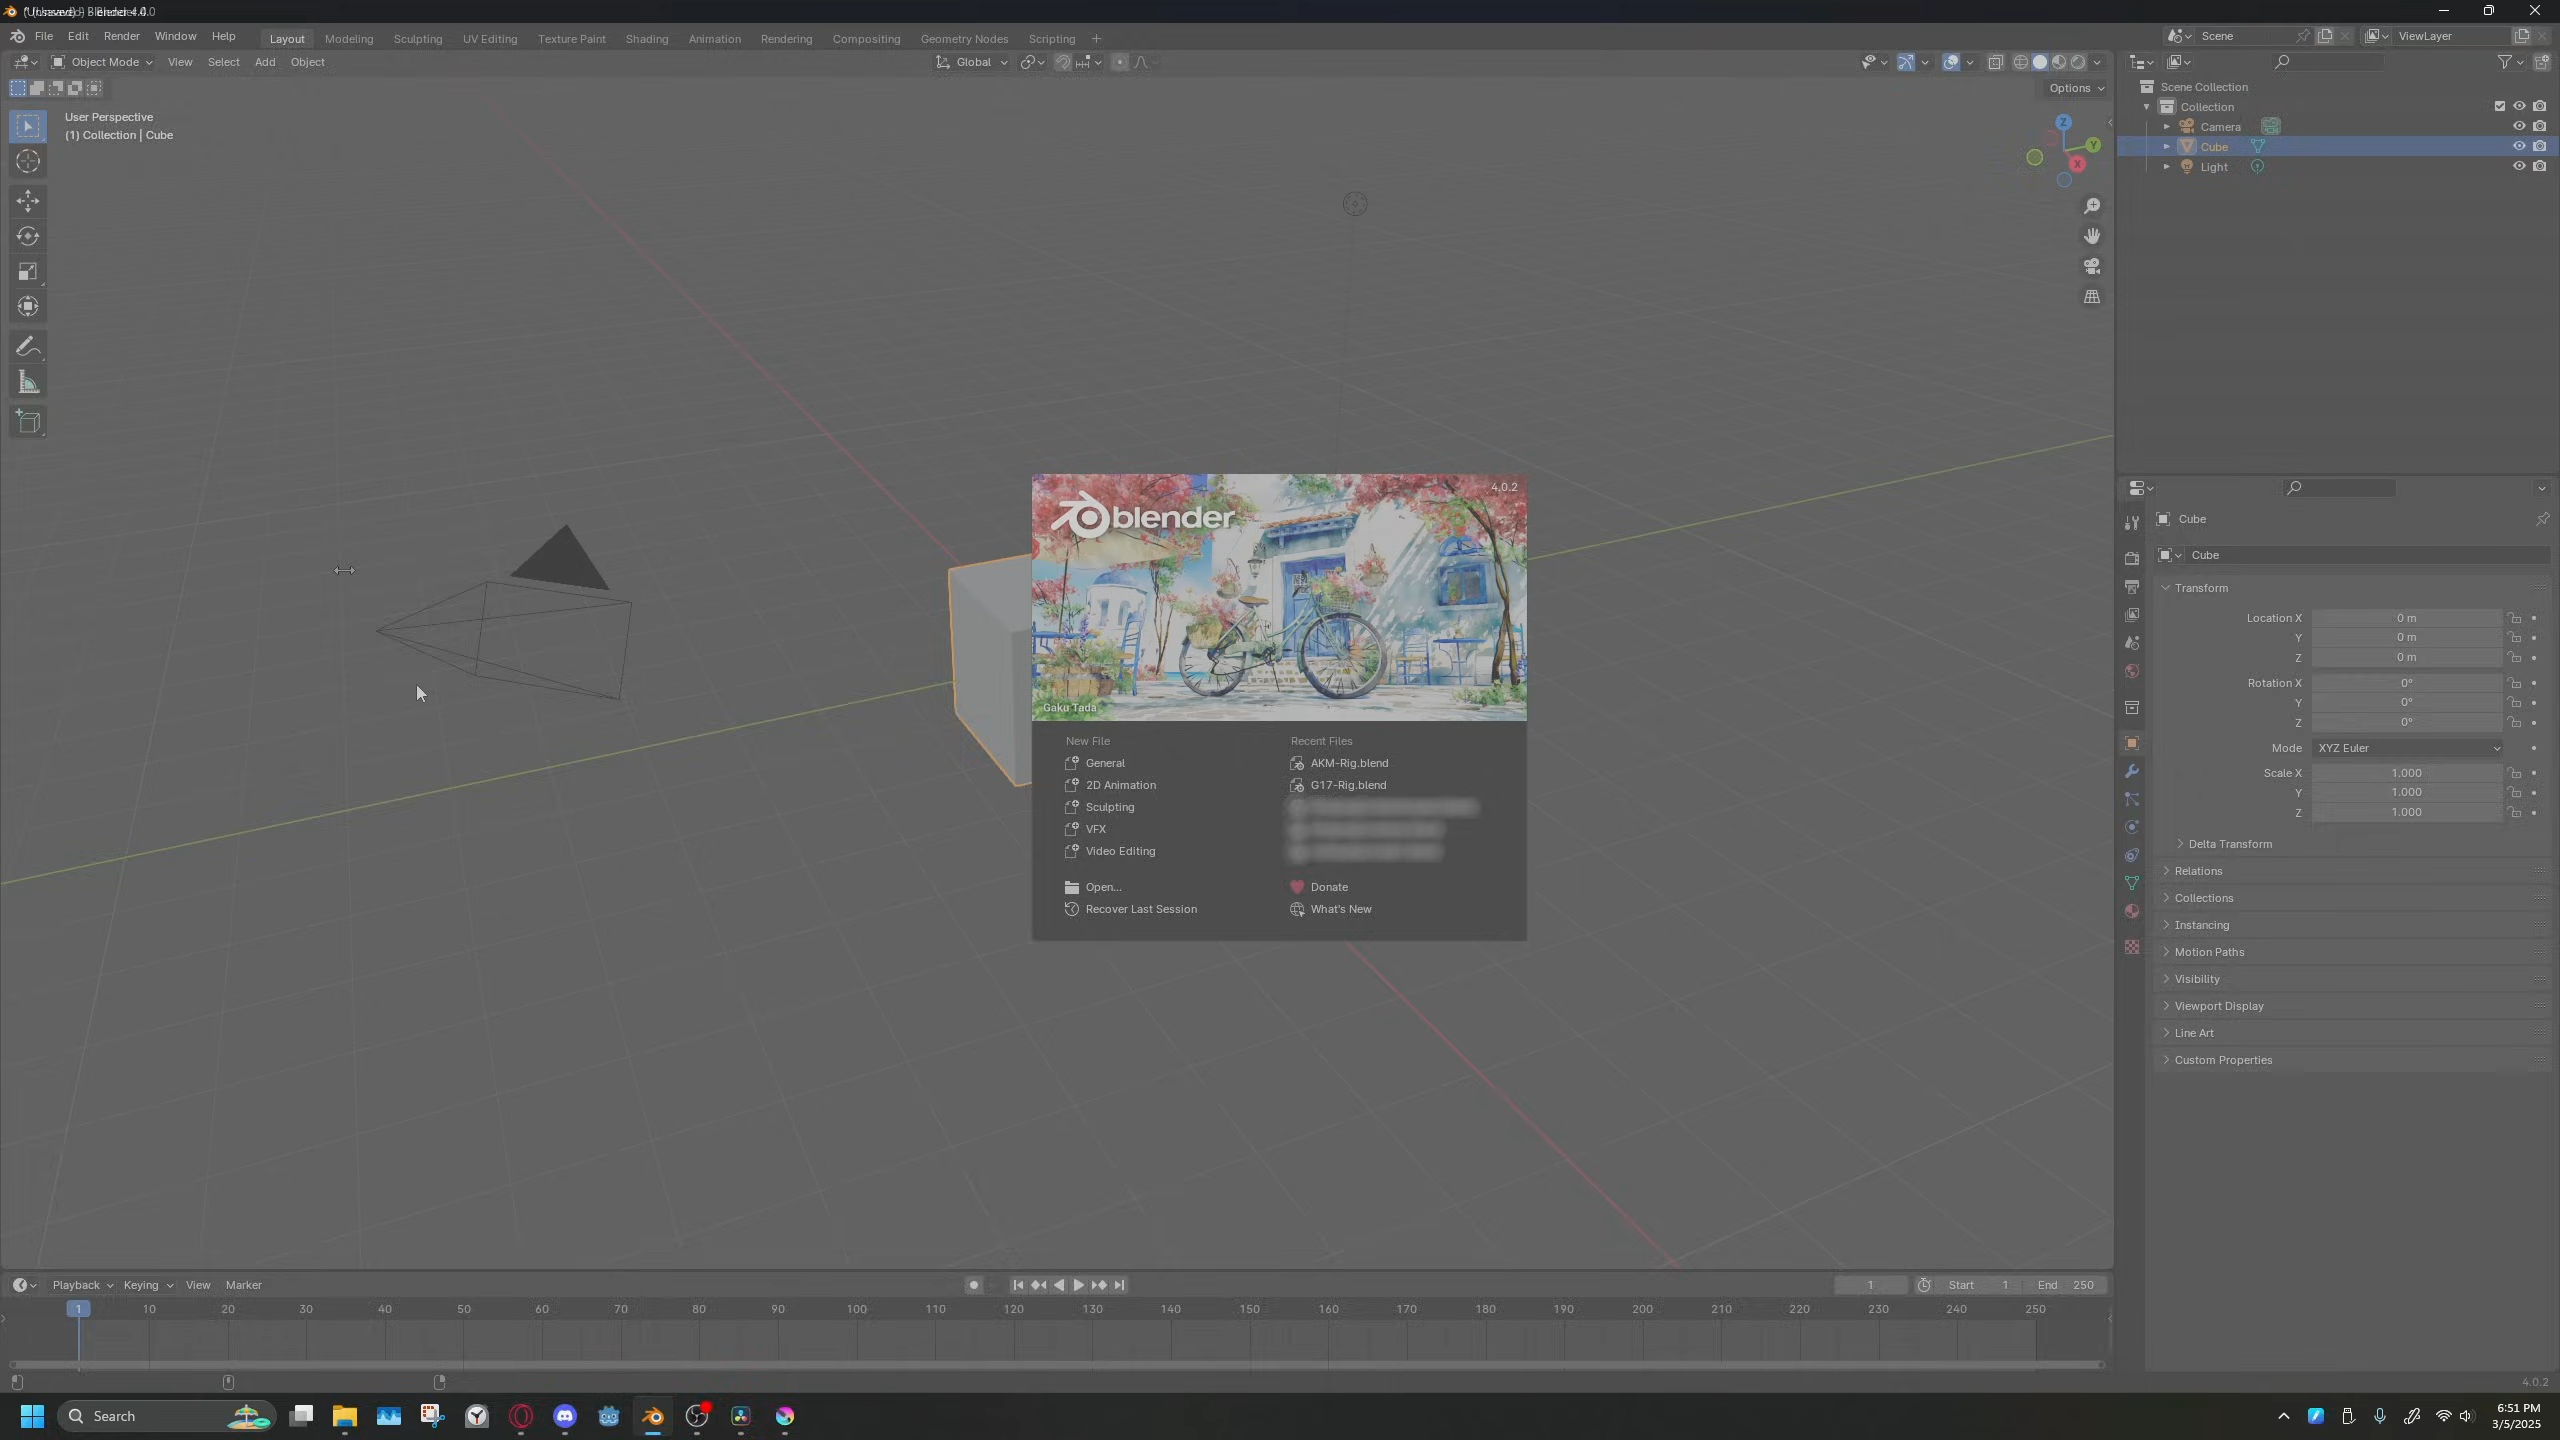 File Edit Render Window Help Layout Modeling Sculpting UV Editing Texture Paint Shading Animation Rendering Compositing Geometry Nodes Scripting + Scene ViewLayer
Object Mode View Select Add Object Global
Options
User Perspective
(1) Collection | Cube
Z
Y
X
Scene Collection
Collection
Camera
Cube
Light
blender
4.0.2
Gaku Tada
New File
General
2D Animation
Sculpting
VFX
Video Editing
Open...
Recover Last Session
Recent Files
AKM-Rig.blend
G17-Rig.blend
Donate
What's New
Cube
Cube
Transform
Location X 0 m
Y 0 m
Z 0 m
Rotation X 0°
Y 0°
Z 0°
Mode XYZ Euler
Scale X 1.000
Y 1.000
Z 1.000
Delta Transform
Relations
Collections
Instancing
Motion Paths
Visibility
Viewport Display
Line Art
Custom Properties
Playback Keying View Marker 1 Start 1 End 250
1 10 20 30 40 50 60 70 80 90 100 110 120 130 140 150 160 170 180 190 200 210 220 230 240 250
4.0.2
Search
6:51 PM
3/5/2025